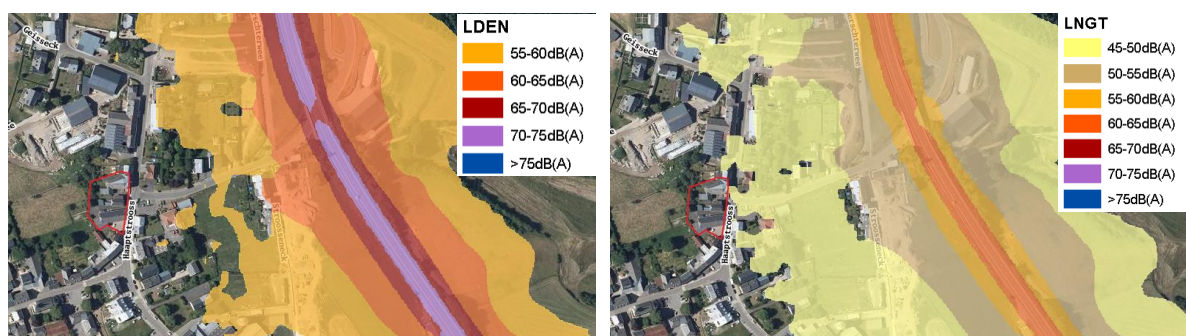 LDEN
55-60dB(A)
60-65dB(A)
65-70dB(A)
70-75dB(A)
>75dB(A)
Geisseck
Haaptstrooss
LNGT
45-50dB(A)
50-55dB(A)
55-60dB(A)
60-65dB(A)
65-70dB(A)
70-75dB(A)
>75dB(A)
Geisseck
Haaptstrooss